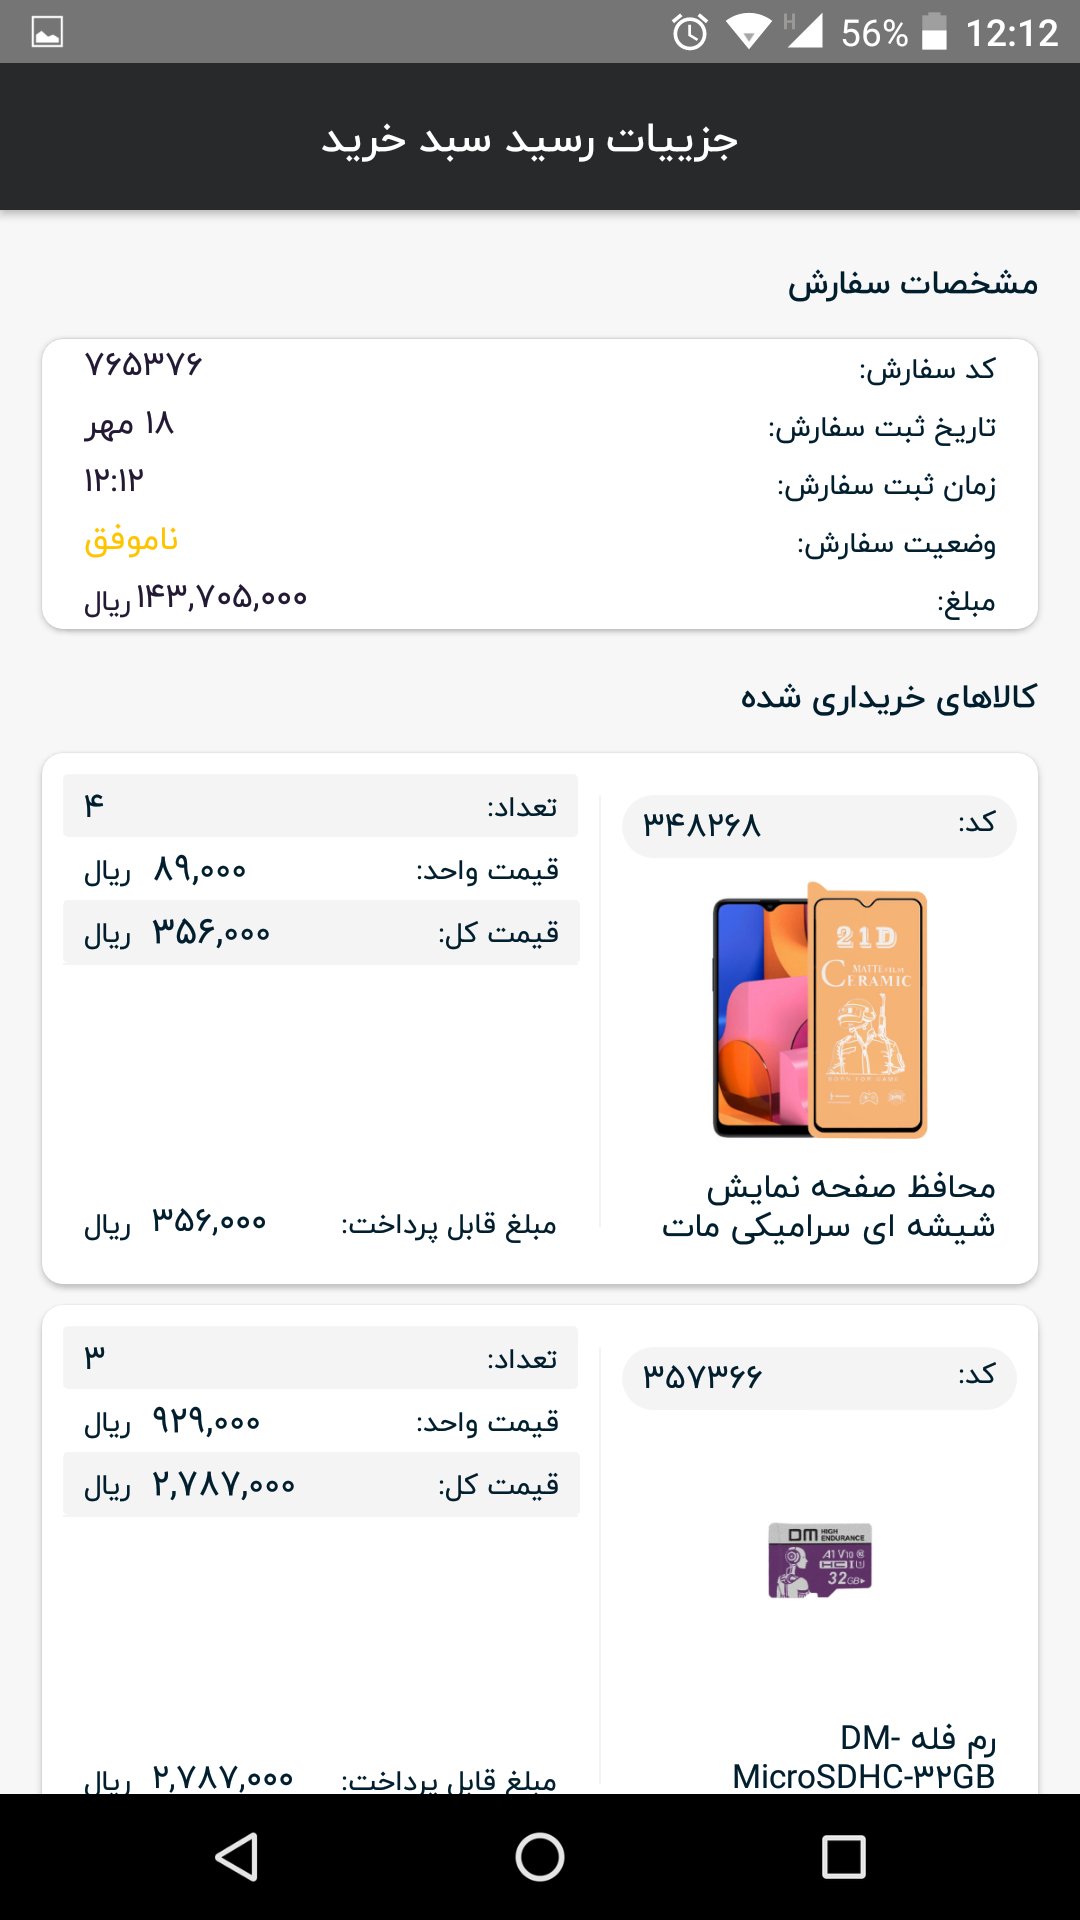 56% 12:12
جزییات رسید سبد خرید
مشخصات سفارش
کد سفارش: ۷۶۵۳۷۶
تاریخ ثبت سفارش: ۱۸ مهر
زمان ثبت سفارش: ۱۲:۱۲
وضعیت سفارش: ناموفق
مبلغ: ۱۴۳,۷۰۵,۰۰۰ ریال
کالاهای خریداری شده
کد: ۳۴۸۲۶۸
21D
MATTE FILM
CERAMIC
BORN FOR GAME
محافظ صفحه نمایش
شیشه ای سرامیکی مات
تعداد: ۴
قیمت واحد: ۸۹,۰۰۰ ریال
قیمت کل: ۳۵۶,۰۰۰ ریال
مبلغ قابل پرداخت: ۳۵۶,۰۰۰ ریال
کد: ۳۵۷۳۶۶
DM HIGH ENDURANCE
A1 V10
HC I U1
32GB
رم فله DM-
MicroSDHC-۳۲GB
تعداد: ۳
قیمت واحد: ۹۲۹,۰۰۰ ریال
قیمت کل: ۲,۷۸۷,۰۰۰ ریال
مبلغ قابل پرداخت: ۲,۷۸۷,۰۰۰ ریال